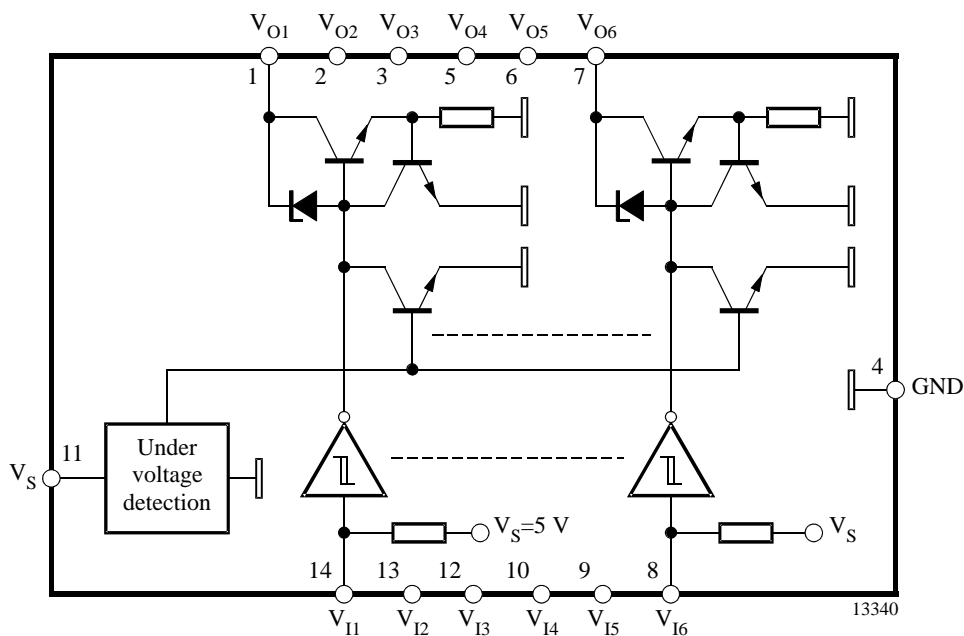 VO1 VO2 VO3 VO4 VO5 VO6
1 2 3 5 6 7
4
GND
11
VS
Under
voltage
detection
VS=5 V
VS
14 13 12 10 9 8
VI1 VI2 VI3 VI4 VI5 VI6
13340